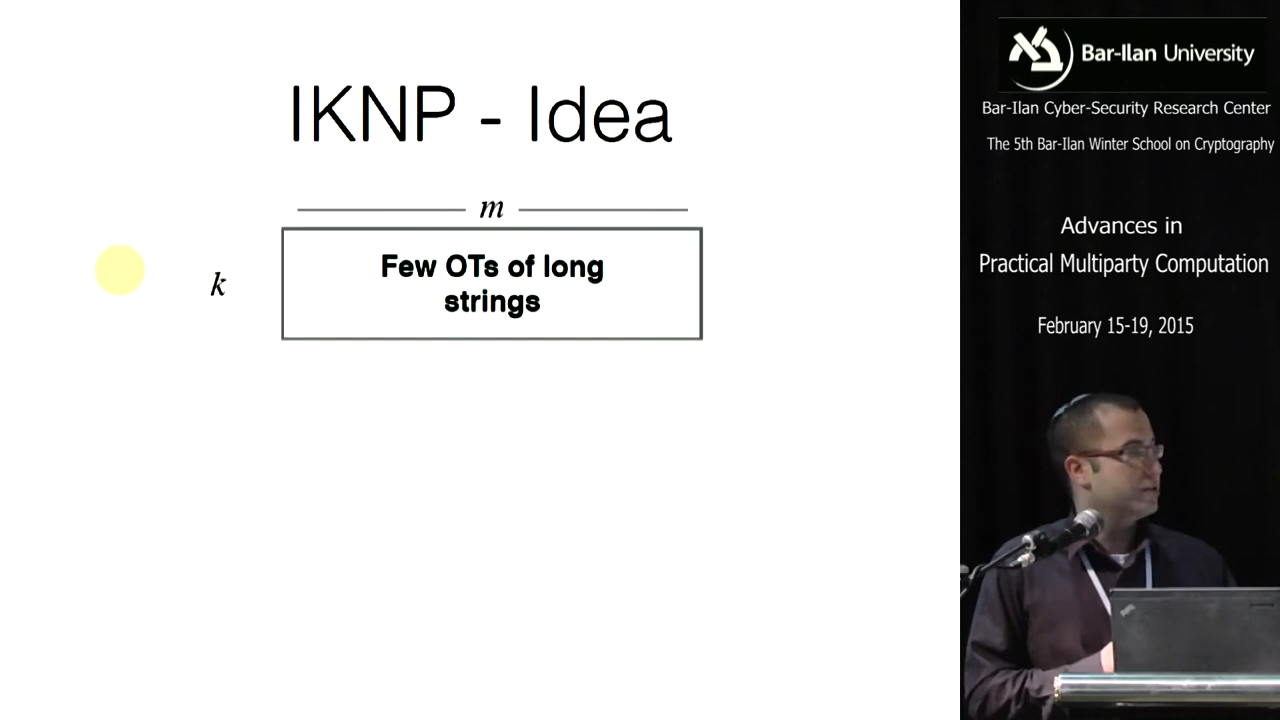 IKNP - Idea
m
k
Few OTs of long
strings
Bar-Ilan University
Bar-Ilan Cyber-Security Research Center
The 5th Bar-Ilan Winter School on Cryptography
Advances in
Practical Multiparty Computation
February 15-19, 2015